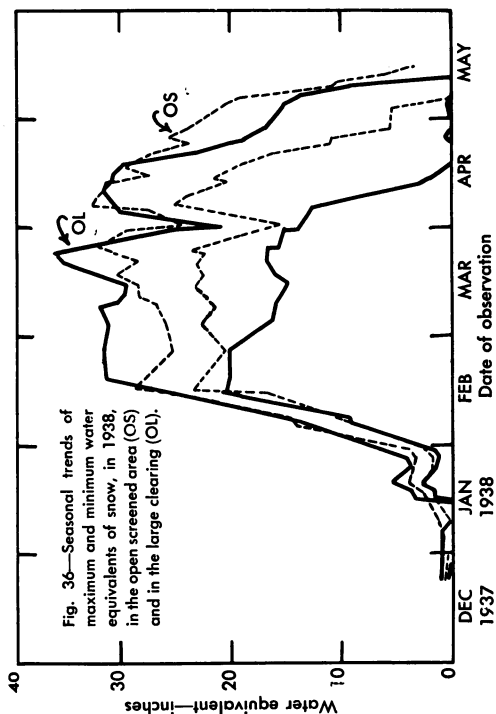 Fig. 36—Seasonal trends of
maximum and minimum water
equivalents of snow, in 1938,
in the open screened area (OS)
and in the large clearing (OL).
OL
OS
40
30
20
10
0
Water equivalent—inches
DEC JAN FEB MAR APR MAY
1937 1938
Date of observation